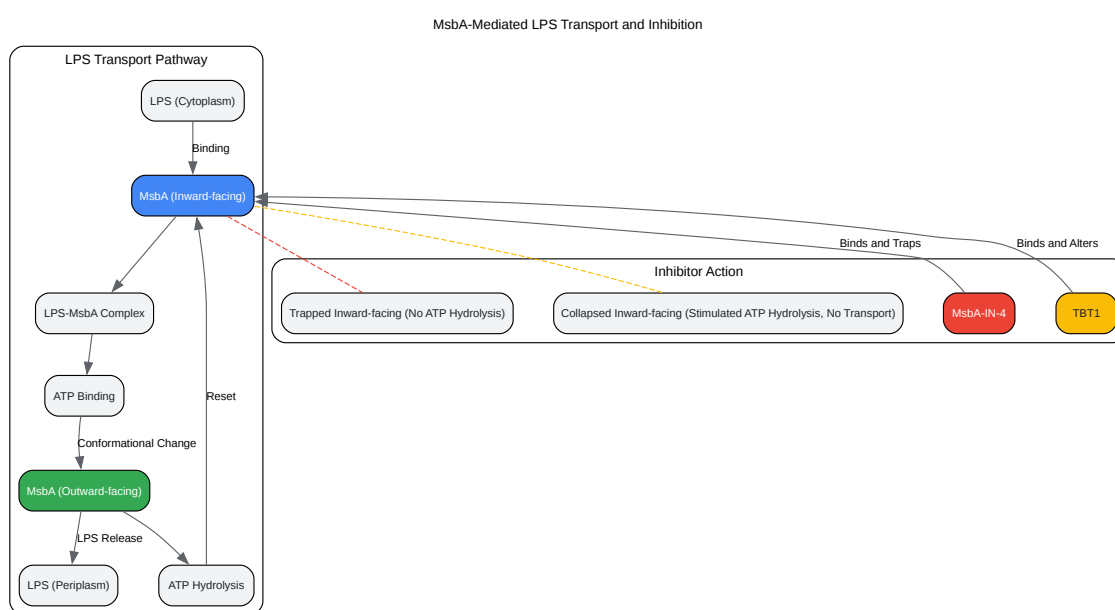 MsbA-Mediated LPS Transport and Inhibition
LPS Transport Pathway
LPS (Cytoplasm)
Binding
MsbA (Inward-facing)
Binds and Traps
Binds and Alters
Inhibitor Action
LPS-MsbA Complex
Trapped Inward-facing (No ATP Hydrolysis)
Collapsed Inward-facing (Stimulated ATP Hydrolysis, No Transport)
MsbA-IN-4
TBT1
ATP Binding
Reset
Conformational Change
MsbA (Outward-facing)
LPS Release
LPS (Periplasm)
ATP Hydrolysis